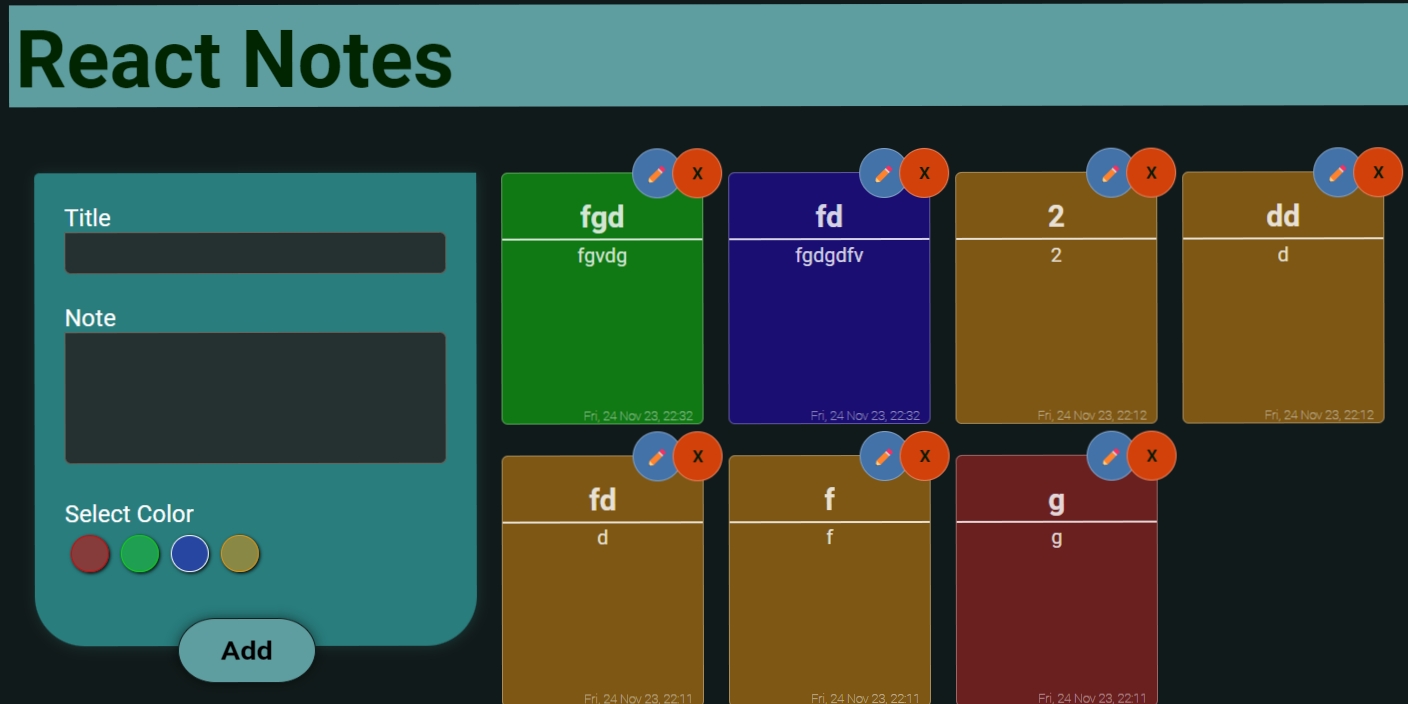 React Notes
Title
Note
Select Color
Add
X
fgd
fgvdg
Fri, 24 Nov 23, 22:32
X
fd
fgdgdfv
Fri, 24 Nov 23, 22:32
X
2
2
Fri, 24 Nov 23, 22:12
X
dd
d
Fri, 24 Nov 23, 22:12
X
fd
d
Fri, 24 Nov 23, 22:11
X
f
f
Fri, 24 Nov 23, 22:11
X
g
g
Fri, 24 Nov 23, 22:11